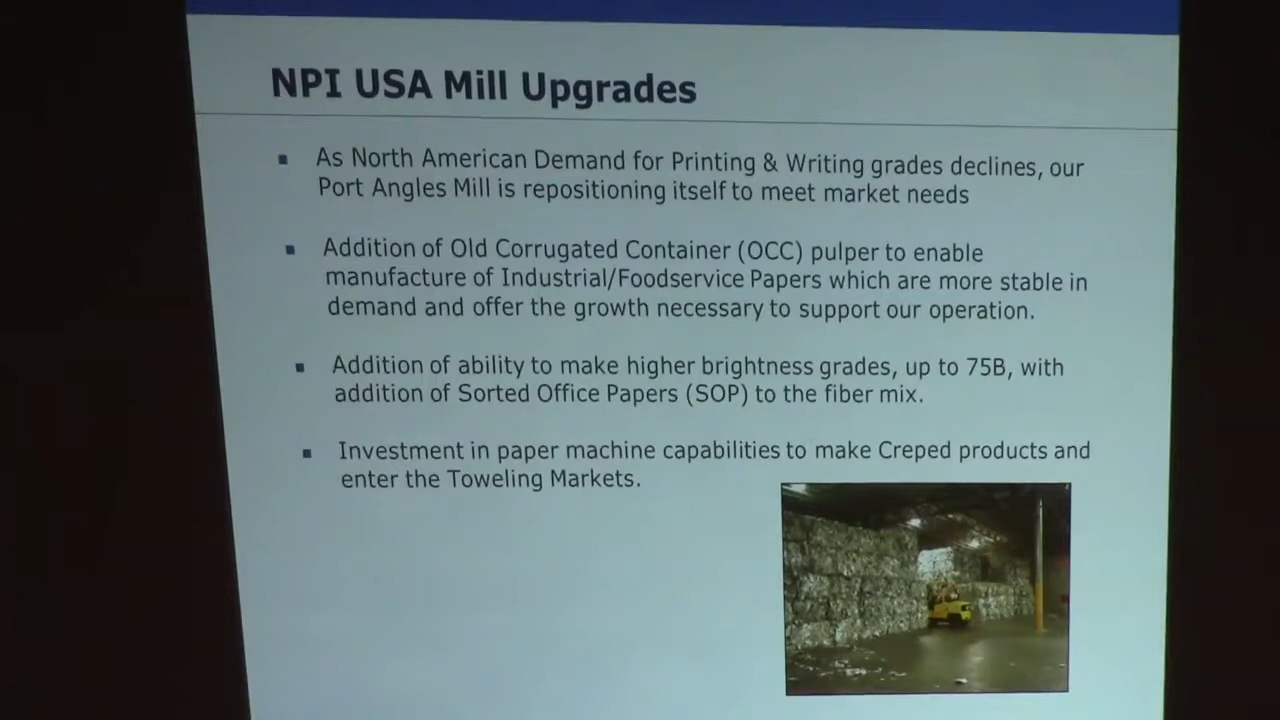 NPI USA Mill Upgrades
As North American Demand for Printing & Writing grades declines, our
Port Angles Mill is repositioning itself to meet market needs
Addition of Old Corrugated Container (OCC) pulper to enable
manufacture of Industrial/Foodservice Papers which are more stable in
demand and offer the growth necessary to support our operation.
Addition of ability to make higher brightness grades, up to 75B, with
addition of Sorted Office Papers (SOP) to the fiber mix.
Investment in paper machine capabilities to make Creped products and
enter the Toweling Markets.